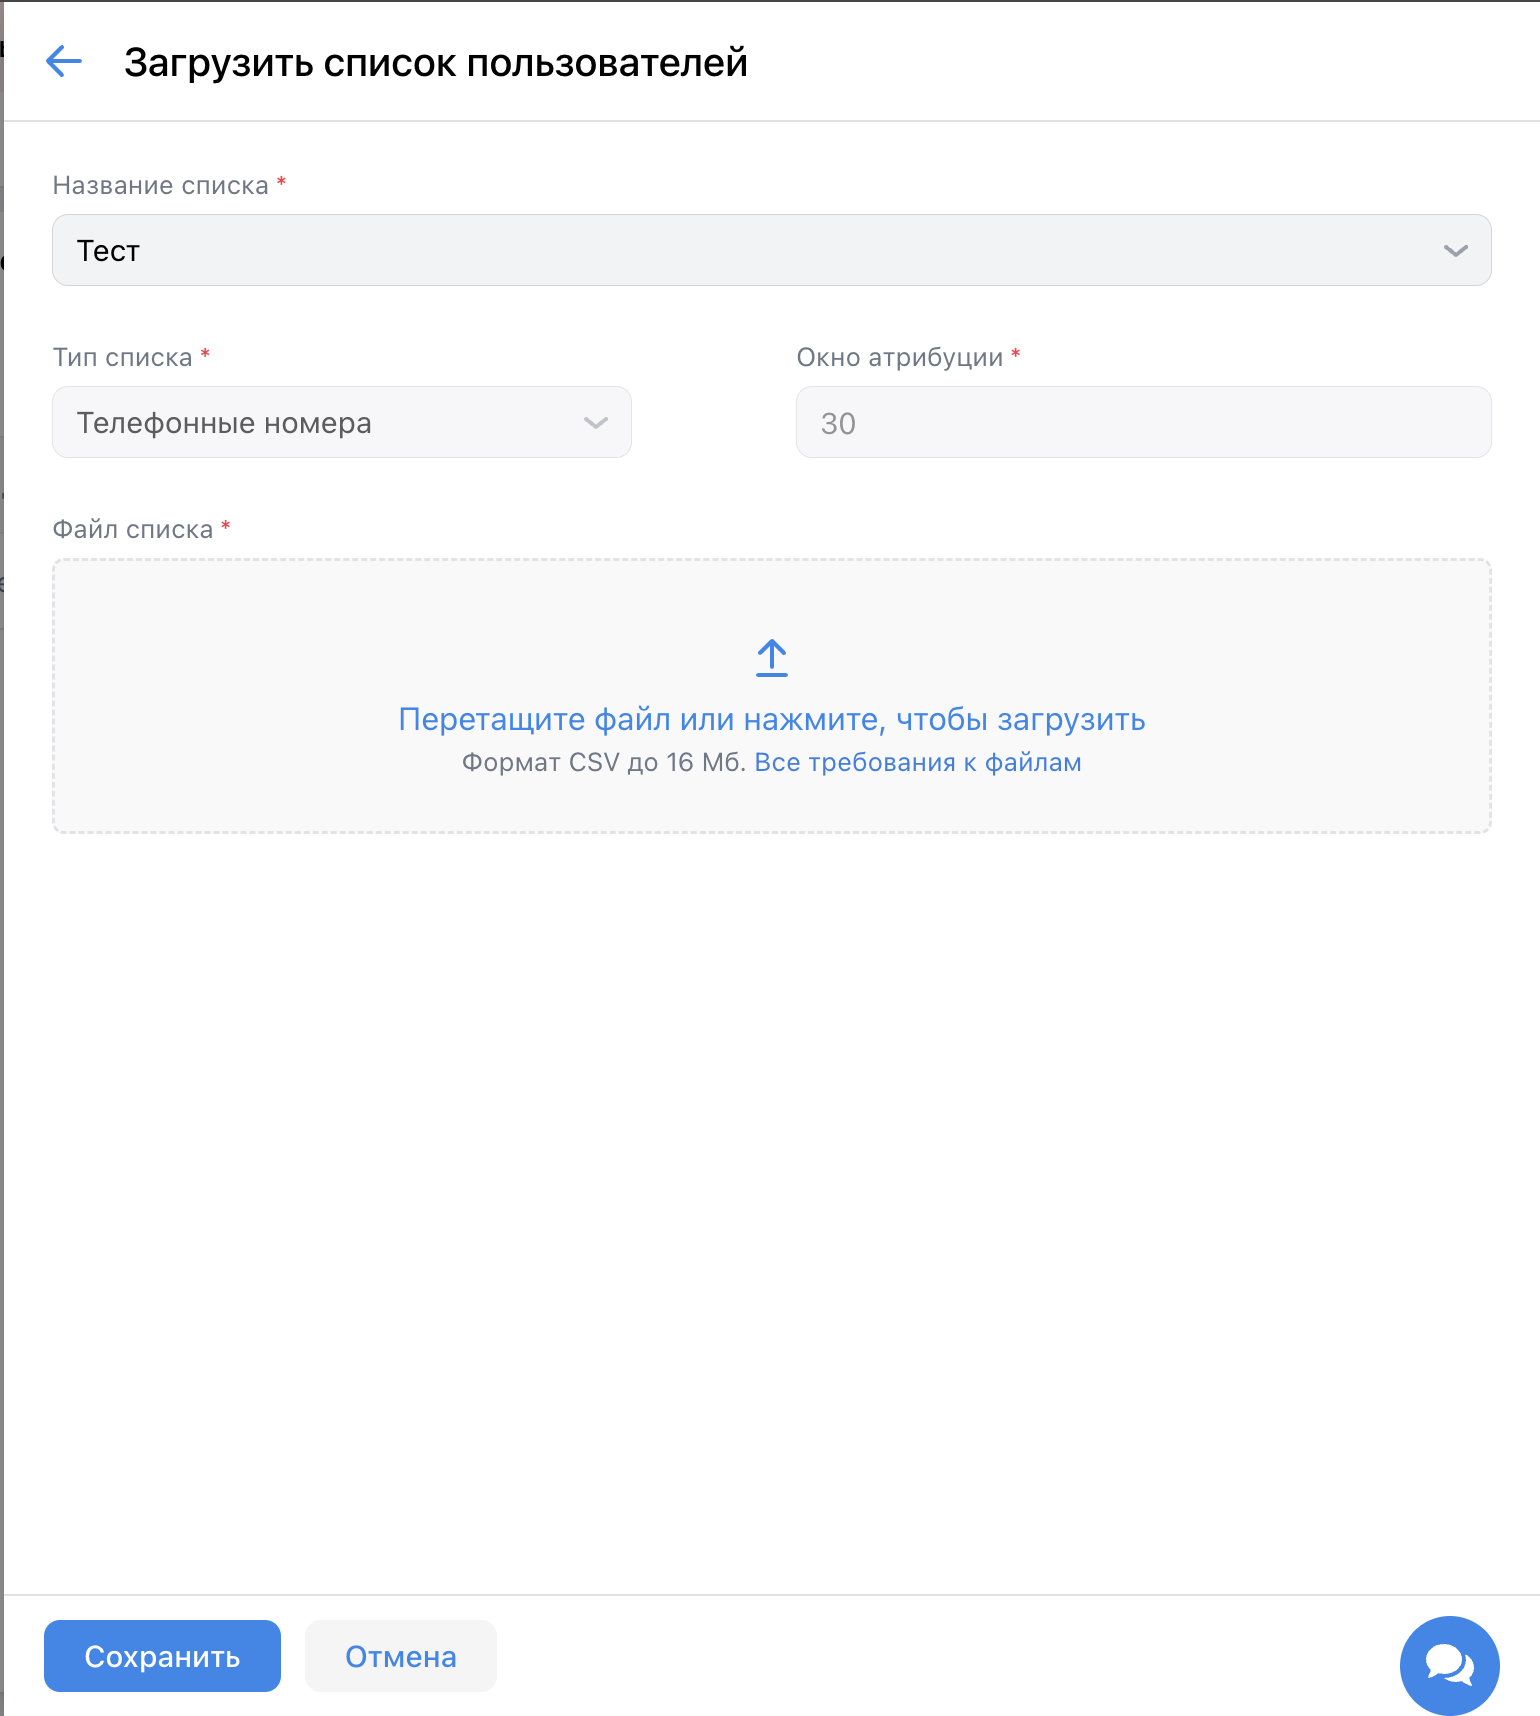 Загрузить список пользователей
Название списка *
Тест
Тип списка *
Окно атрибуции *
Телефонные номера
30
Файл списка *
Перетащите файл или нажмите, чтобы загрузить
Формат CSV до 16 Мб. Все требования к файлам
Сохранить
Отмена